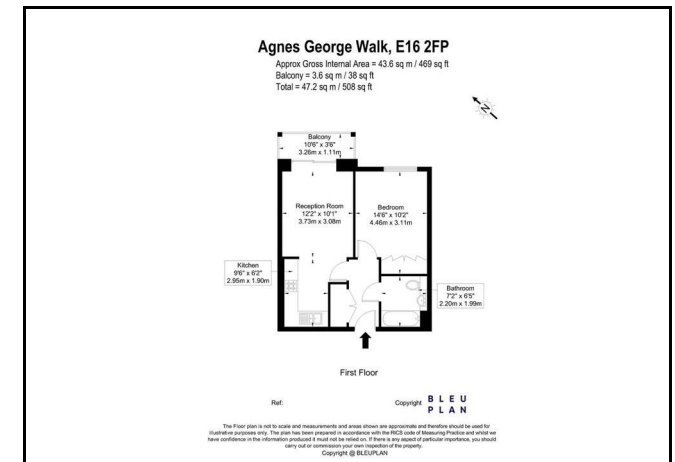 Agnes George Walk, E16 2FP
Approx Gross Internal Area = 43.6 sq m / 469 sq ft
Balcony = 3.6 sq m / 38 sq ft
Total = 47.2 sq m / 508 sq ft
N
Balcony
10'6" x 3'6"
3.26m x 1.11m
Reception Room
12'2" x 10'1"
3.73m x 3.08m
Bedroom
14'6" x 10'2"
4.46m x 3.11m
Kitchen
9'6" x 6'2"
2.95m x 1.90m
Bathroom
7'2" x 6'5"
2.20m x 1.99m
First Floor
Ref:
Copyright
BLEU
PLAN
The Floor plan is not to scale and measurements and areas shown are approximate and therefore should be used for
illustrative purposes only. The plan has been prepared in accordance with the RICS code of Measuring Practice and whilst we
have confidence in the information produced it must not be relied on. If there is any aspect of particular importance, you should
carry out or commission your own inspection of the property.
Copyright @ BLEUPLAN